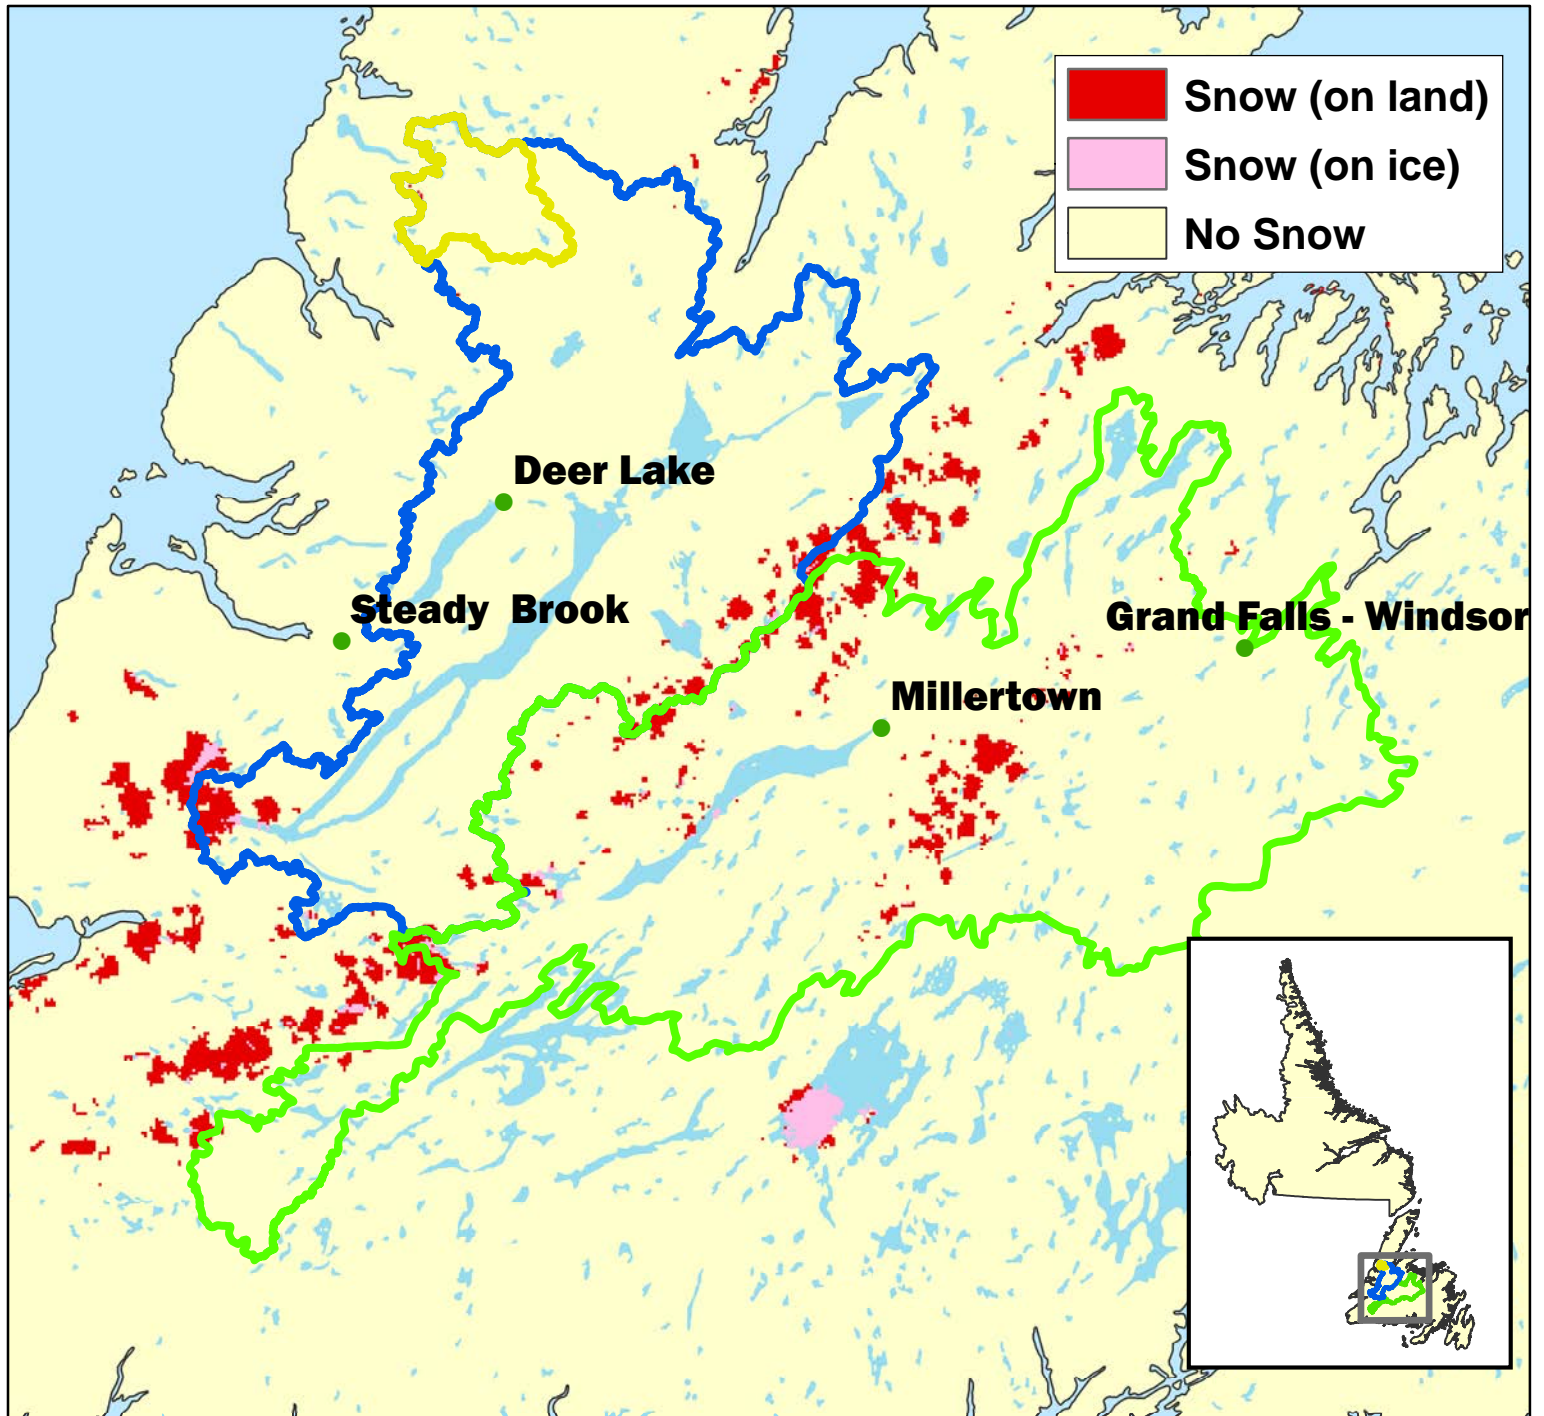 Snow (on land)
Snow (on ice)
No Snow
Deer Lake
Steady Brook
Grand Falls - Windsor
Millertown